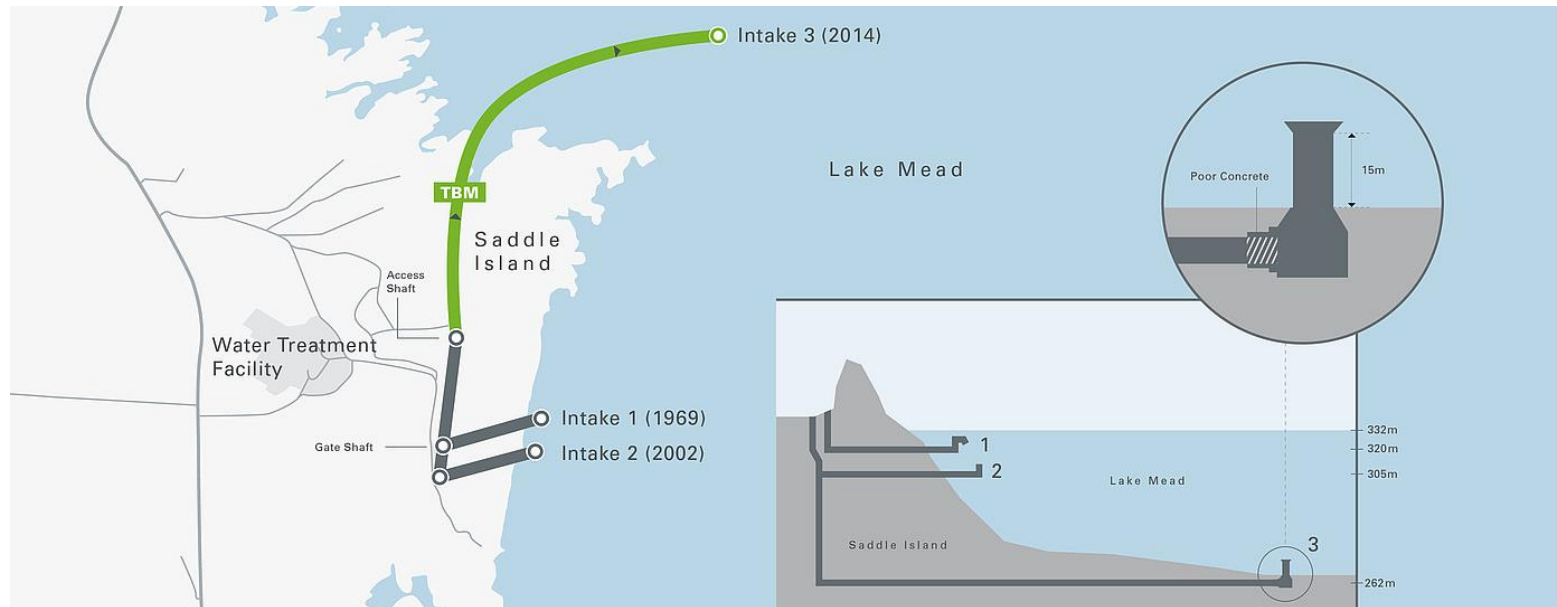 Intake 3 (2014)
TBM
Saddle
Island
Access
Shaft
Water Treatment
Facility
Gate Shaft
Intake 1 (1969)
Intake 2 (2002)
Lake Mead
Poor Concrete
15m
332m
320m
305m
262m
1
2
3
Lake Mead
Saddle Island